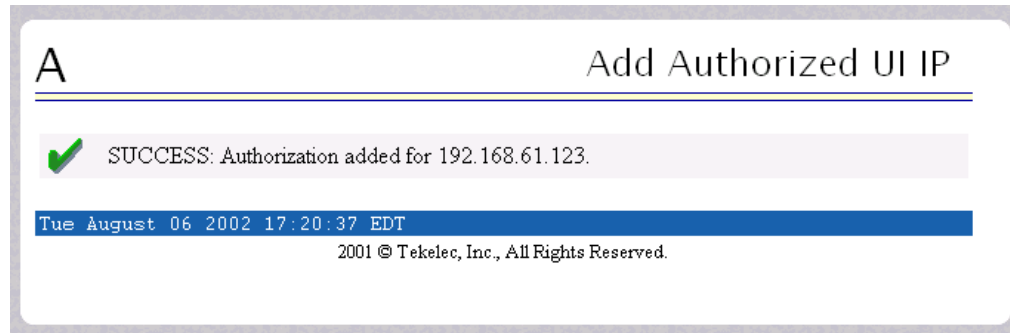 A
Add Authorized UI IP
SUCCESS: Authorization added for 192.168.61.123.
Tue August 06 2002 17:20:37 EDT
2001 © Tekelec, Inc., All Rights Reserved.